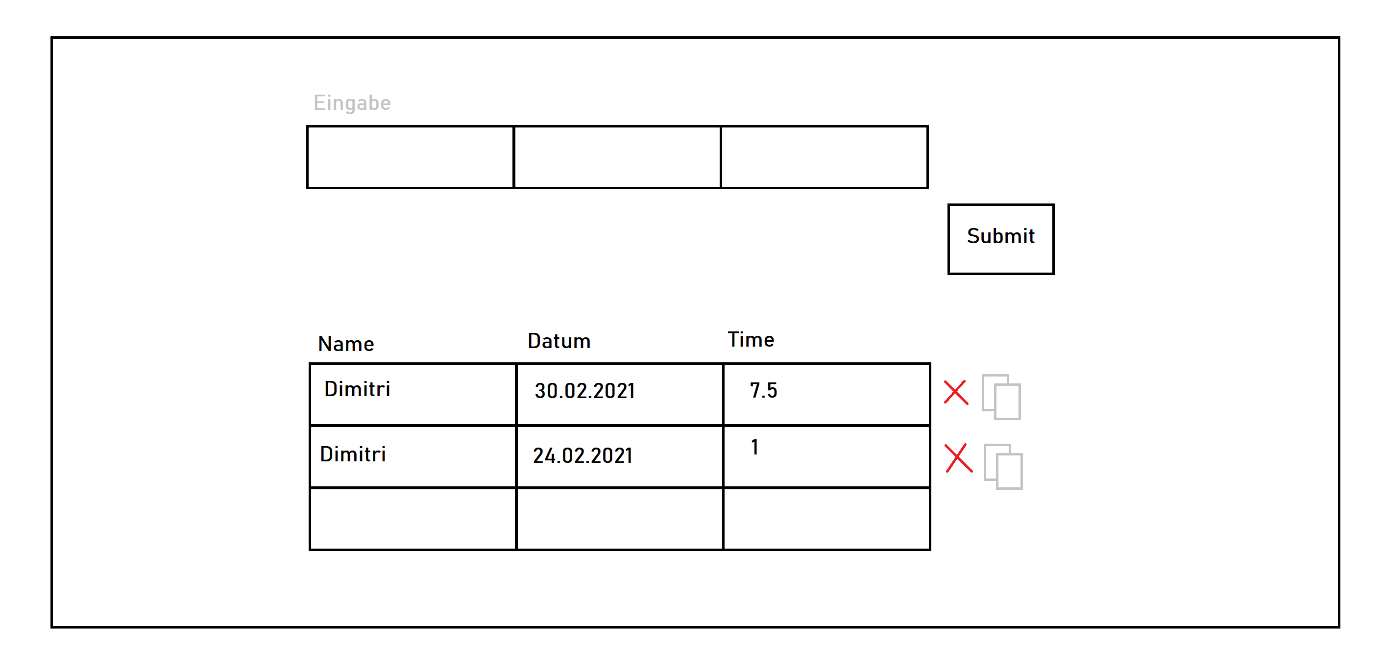 Eingabe
Submit
Name Datum Time
Dimitri 30.02.2021 7.5
Dimitri 24.02.2021 1